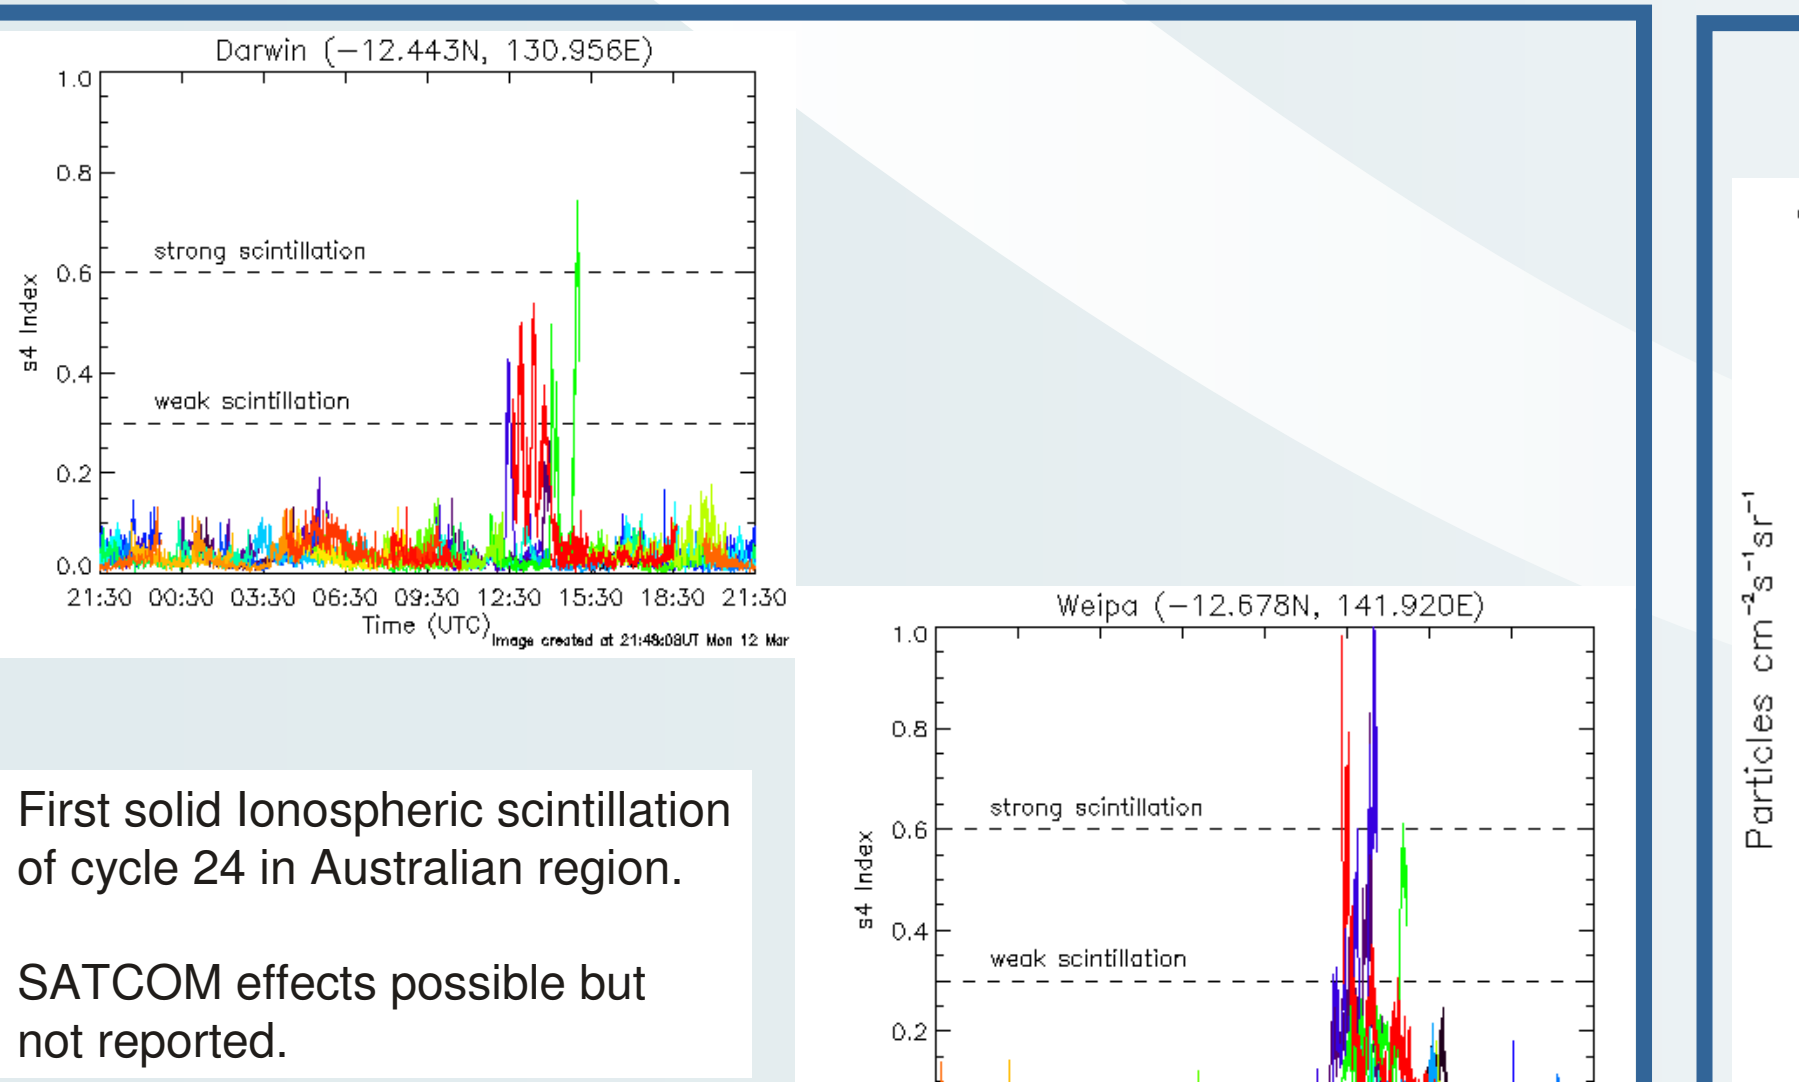 Darwin (−12.443N, 130.956E)
1.0
0.8
strong scintillation
0.6
s4 Index
0.4
weak scintillation
0.2
0.0
21:30 00:30 03:30 06:30 09:30 12:30 15:30 18:30 21:30
Time (UTC)
Image created at 21:48:08UT Mon 12 Mar
First solid Ionospheric scintillation
of cycle 24 in Australian region.
SATCOM effects possible but
not reported.
Weipa (−12.678N, 141.920E)
1.0
0.8
strong scintillation
0.6
s4 Index
0.4
weak scintillation
0.2
Particles cm⁻²s⁻¹sr⁻¹